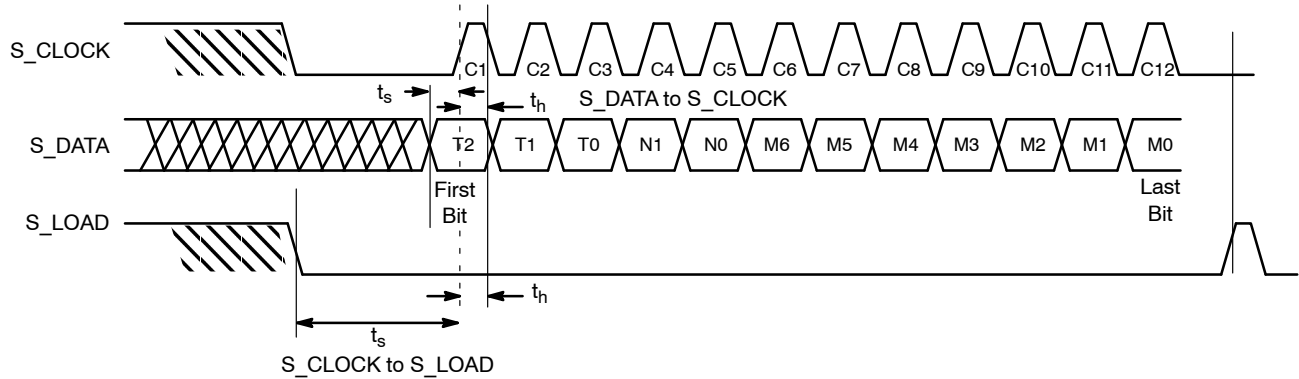 S_CLOCK
C1 C2 C3 C4 C5 C6 C7 C8 C9 C10 C11 C12
ts
th
S_DATA to S_CLOCK
S_DATA
T2 T1 T0 N1 N0 M6 M5 M4 M3 M2 M1 M0
First
Bit
Last
Bit
S_LOAD
th
ts
S_CLOCK to S_LOAD